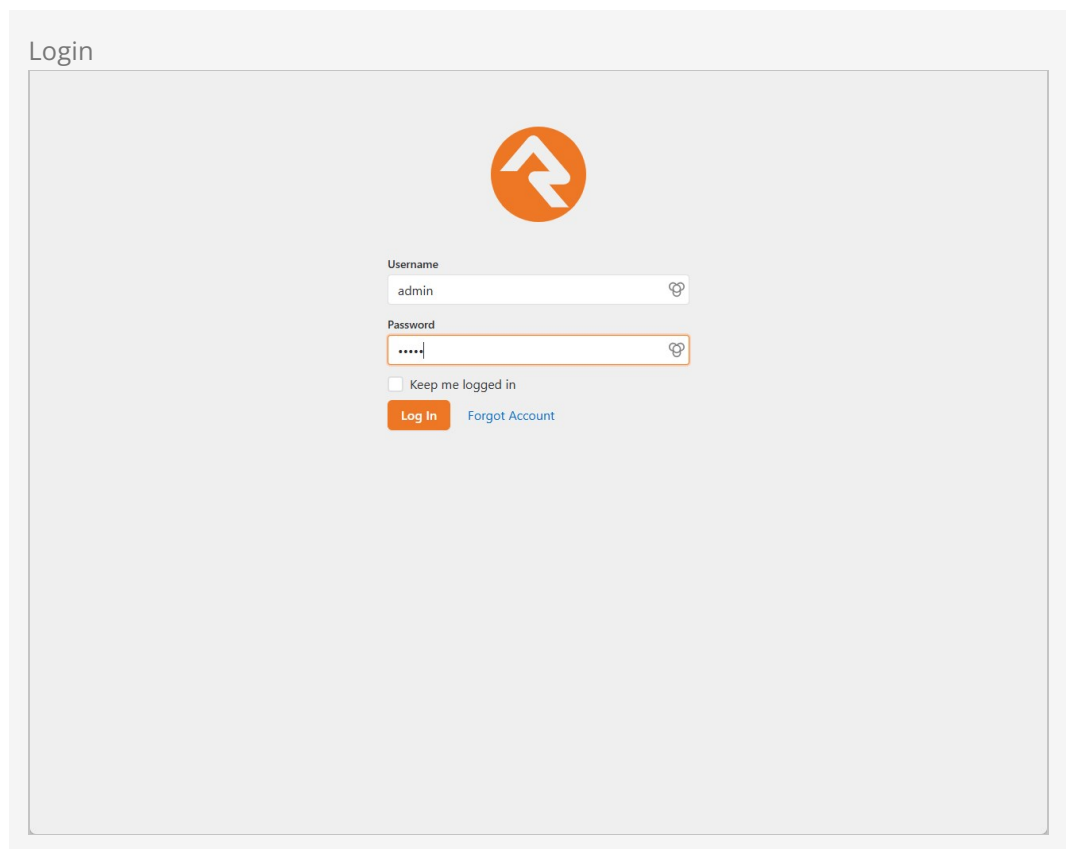 Login
Username
admin
Password
•••••
Keep me logged in
Log In Forgot Account